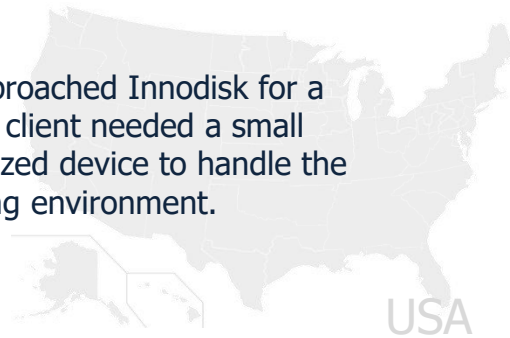 proached Innodisk for a
client needed a small
zed device to handle the
g environment.
USA